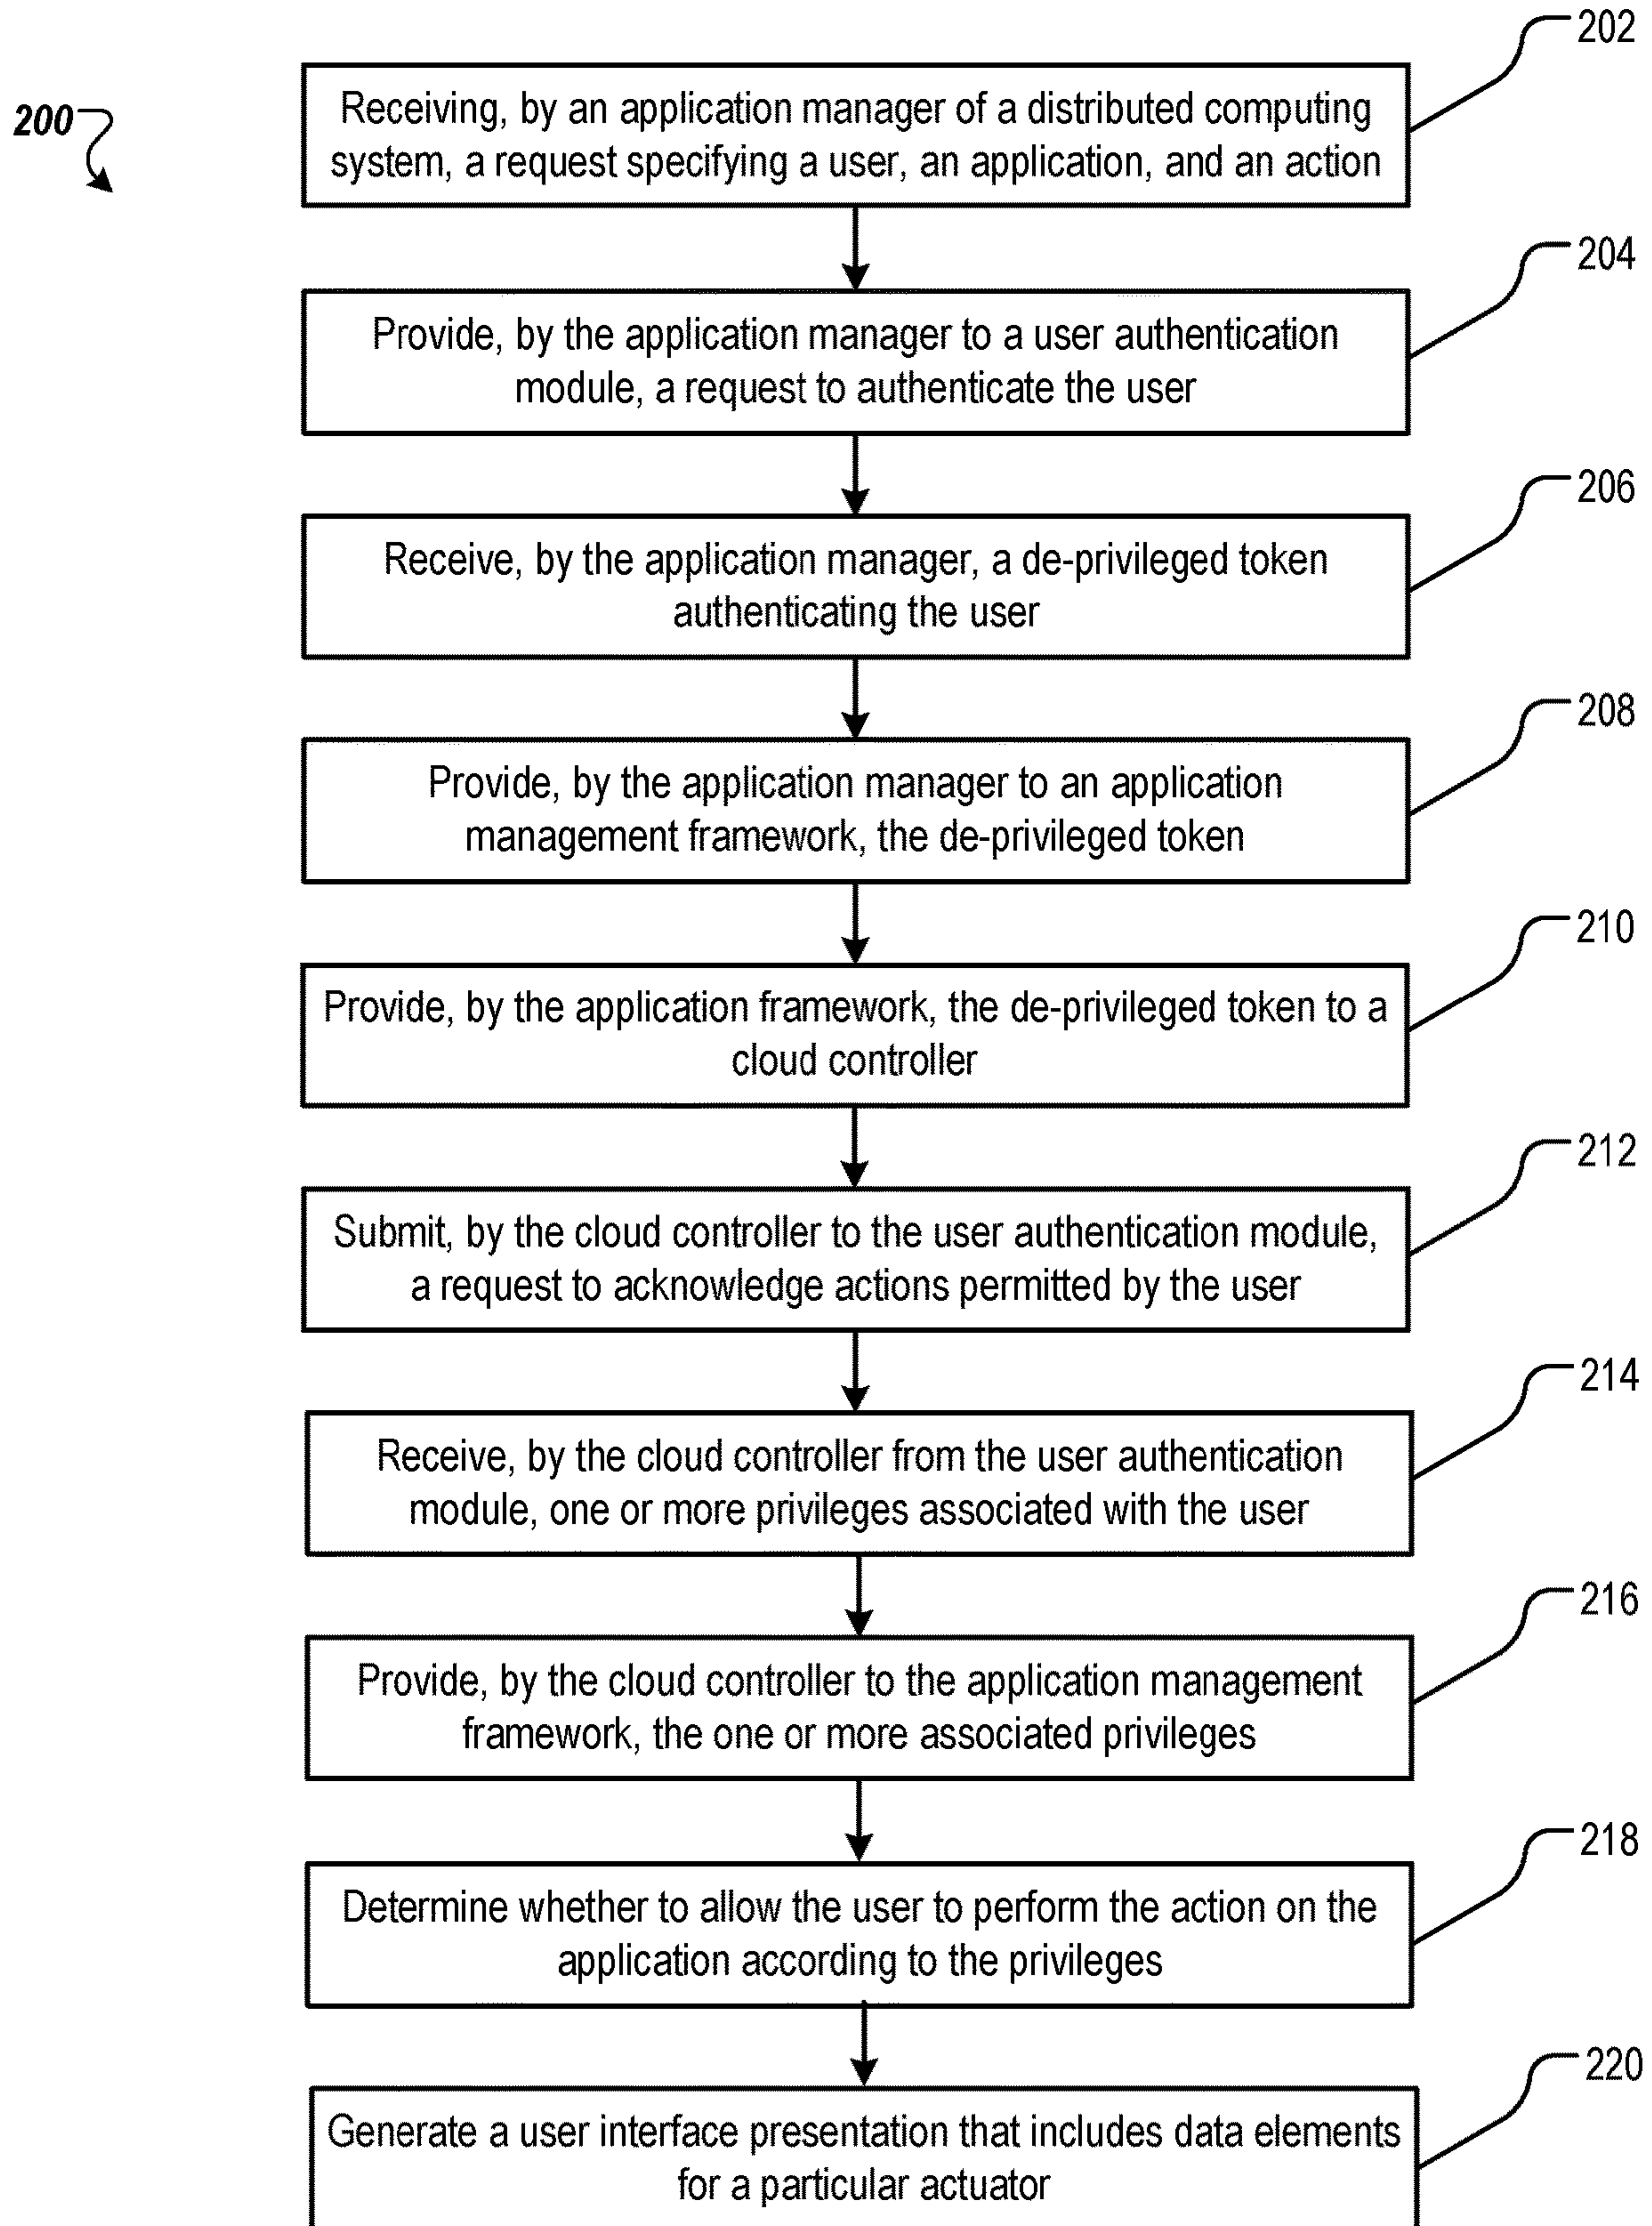 200
202
Receiving, by an application manager of a distributed computing
system, a request specifying a user, an application, and an action
204
Provide, by the application manager to a user authentication
module, a request to authenticate the user
206
Receive, by the application manager, a de-privileged token
authenticating the user
208
Provide, by the application manager to an application
management framework, the de-privileged token
210
Provide, by the application framework, the de-privileged token to a
cloud controller
212
Submit, by the cloud controller to the user authentication module,
a request to acknowledge actions permitted by the user
214
Receive, by the cloud controller from the user authentication
module, one or more privileges associated with the user
216
Provide, by the cloud controller to the application management
framework, the one or more associated privileges
218
Determine whether to allow the user to perform the action on the
application according to the privileges
220
Generate a user interface presentation that includes data elements
for a particular actuator